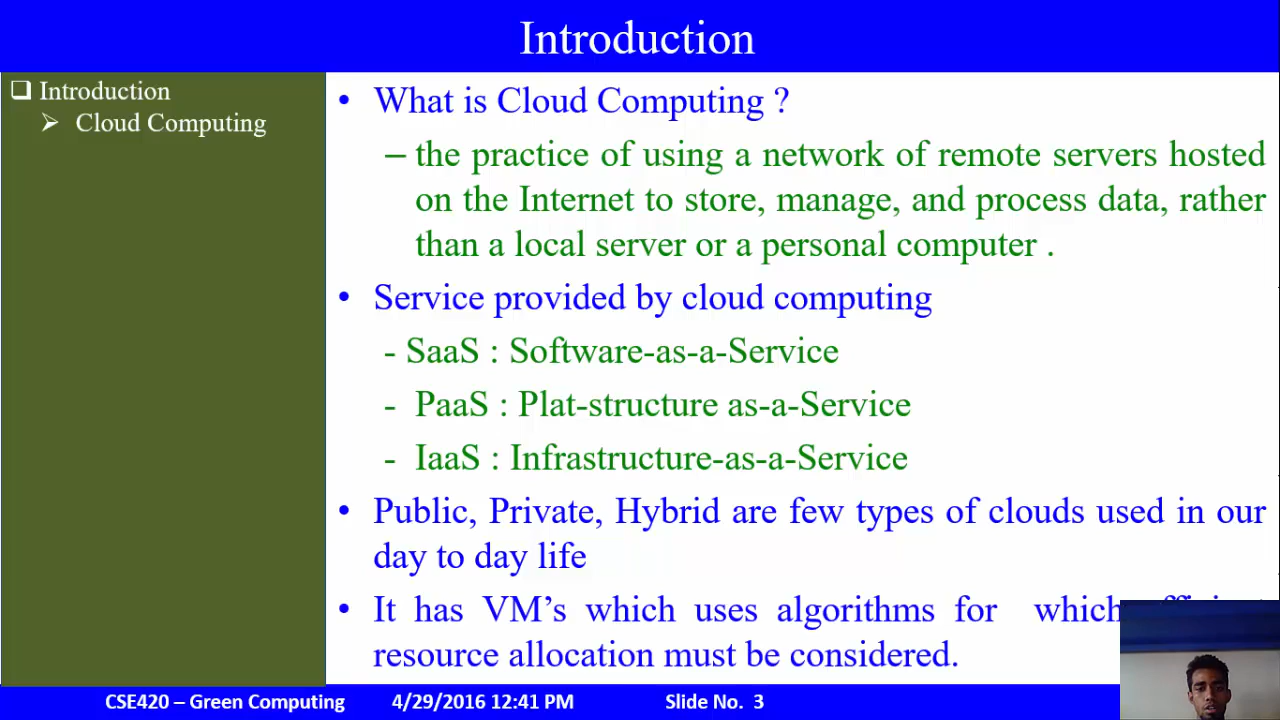 Introduction
❑ Introduction
➢ Cloud Computing
• What is Cloud Computing ?
– the practice of using a network of remote servers hosted
on the Internet to store, manage, and process data, rather
than a local server or a personal computer .
• Service provided by cloud computing
- SaaS : Software-as-a-Service
- PaaS : Plat-structure as-a-Service
- IaaS : Infrastructure-as-a-Service
• Public, Private, Hybrid are few types of clouds used in our
day to day life
• It has VM’s which uses algorithms for which
resource allocation must be considered.
CSE420 – Green Computing 4/29/2016 12:41 PM Slide No. 3